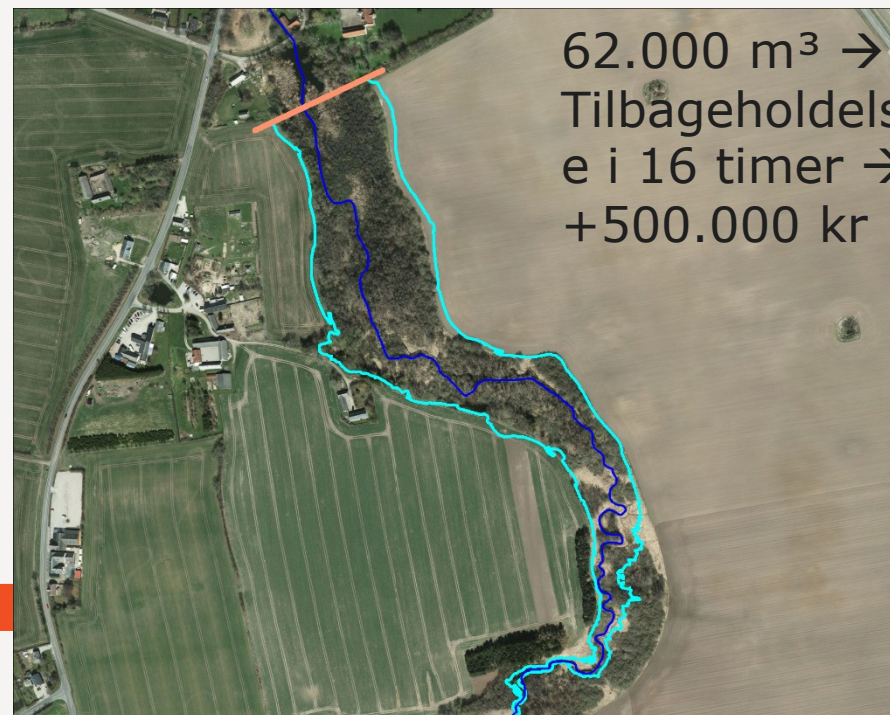 62.000 m³ →
Tilbageholdels
e i 16 timer →
+500.000 kr